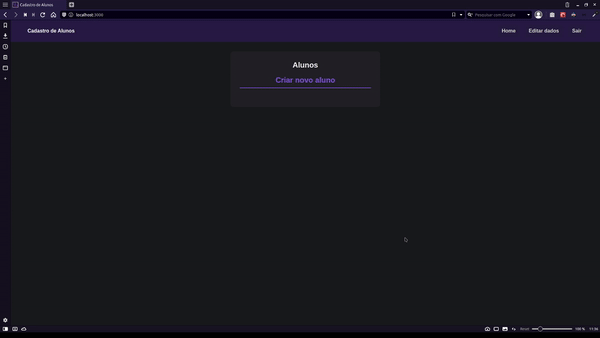 Cadastro de Alunos
localhost:3000
Pesquisar com Google
Cadastro de Alunos
Home
Editar dados
Sair
Alunos
Criar novo aluno
Reset
100 %